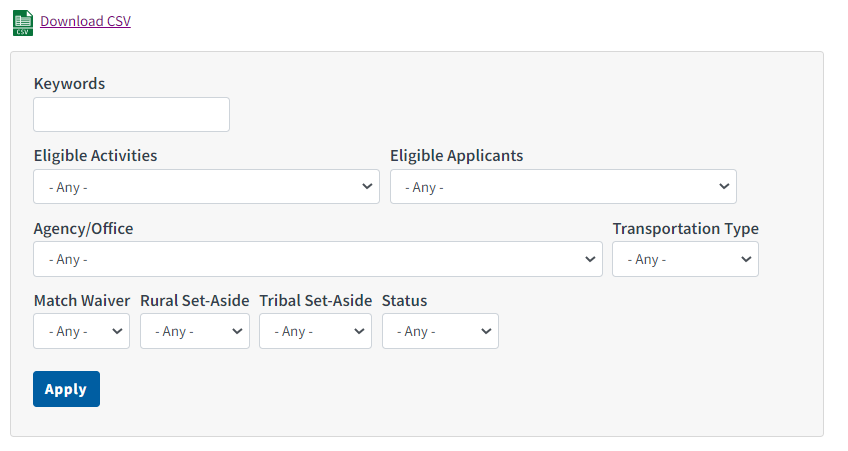 CSV Download CSV
Keywords
Eligible Activities Eligible Applicants
- Any - - Any -
Agency/Office Transportation Type
- Any - - Any -
Match Waiver Rural Set-Aside Tribal Set-Aside Status
- Any - - Any - - Any - - Any -
Apply